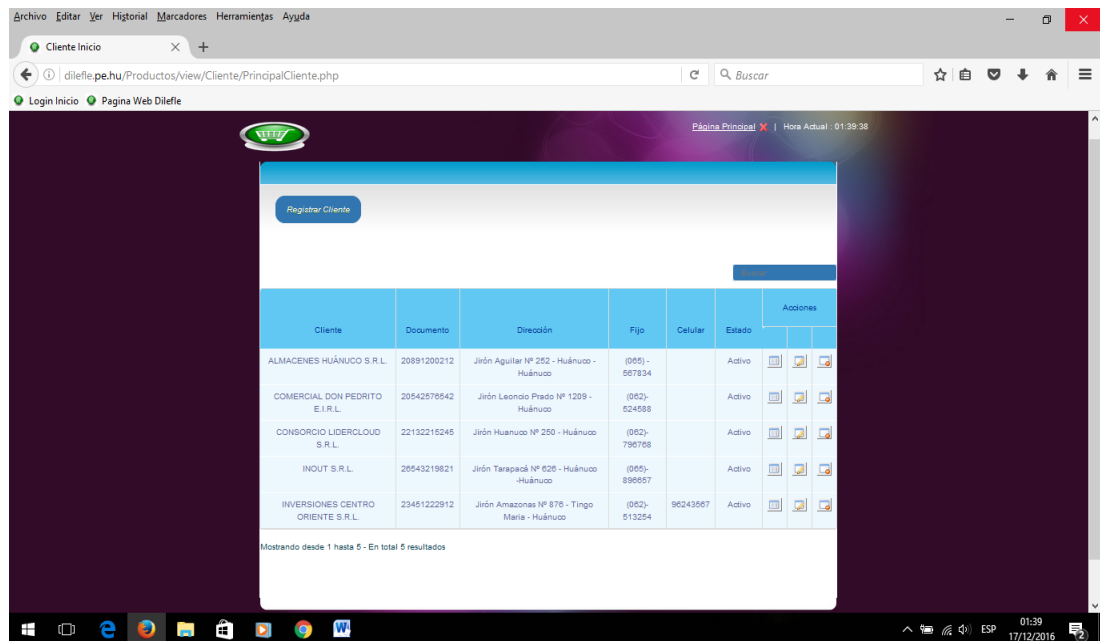 Archivo Editar Ver Historial Marcadores Herramientas Ayuda
Cliente Inicio
dilefle.pe.hu/Productos/view/Cliente/PrincipalCliente.php
Buscar
Login Inicio Pagina Web Dilefle
Página Principal | Hora Actual : 01:39:38
Registrar Cliente
Buscar
Acciones
Cliente Documento Dirección Fijo Celular Estado
ALMACENES HUÁNUCO S.R.L. 20891200212 Jirón Aguilar Nº 252 - Huánuco - (065) - Activo
Huánuco 567834
COMERCIAL DON PEDRITO 20542576542 Jirón Leoncio Prado Nº 1209 - (062)- Activo
E.I.R.L. Huánuco 524588
CONSORCIO LIDERCLOUD 22132215245 Jirón Huanuco Nº 250 - Huánuco (062)- Activo
S.R.L. 796768
INOUT S.R.L. 26543219821 Jirón Tarapacá Nº 626 - Huánuco (065)- Activo
-Huánuco 896657
INVERSIONES CENTRO 23451222912 Jirón Amazonas Nº 876 - Tingo (062)- 96243567 Activo
ORIENTE S.R.L. Maria - Huánuco 513254
Mostrando desde 1 hasta 5 - En total 5 resultados
ESP
01:39
17/12/2016